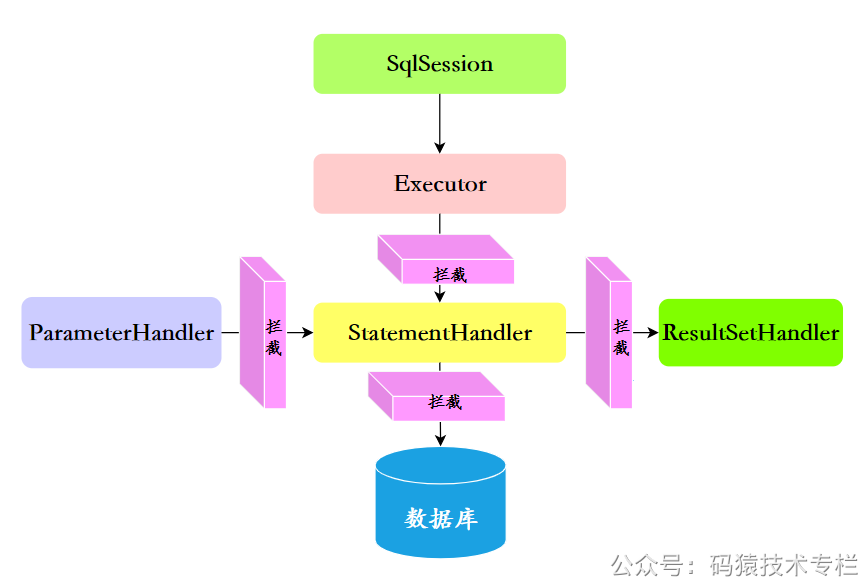 SqlSession
Executor
拦截
ParameterHandler
拦
截
StatementHandler
拦
截
ResultSetHandler
拦截
数据库
公众号：码猿技术专栏